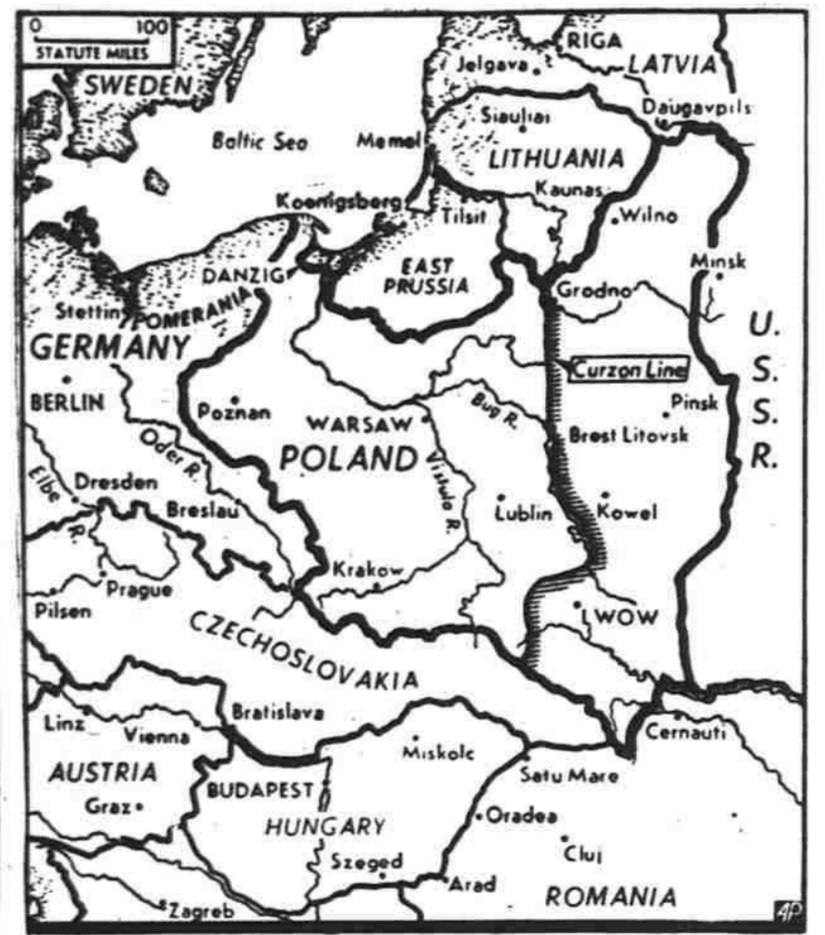 0 100
STATUTE MILES
SWEDEN
RIGA
Jelgava
LATVIA
Daugavpils
Siauliai
Baltic Sea
Memel
LITHUANIA
Kaunas
Koenigsberg
Tilsit
Wilno
DANZIG
EAST
PRUSSIA
Minsk
Grodno
Stettin
POMERANIA
GERMANY
U.
S.
S.
R.
Curzon Line
BERLIN
Poznan
WARSAW
Bug R.
Pinsk
Brest Litovsk
Oder R.
POLAND
Vistula R.
Elbe
R.
Dresden
Breslau
Lublin
Kowel
Krakow
Prague
Pilsen
LWOW
CZECHOSLOVAKIA
Linz
Vienna
Bratislava
Cernauti
Miskolc
Satu Mare
AUSTRIA
BUDAPEST
Graz
HUNGARY
Oradea
Cluj
Szeged
Arad
Zagreb
ROMANIA
AP